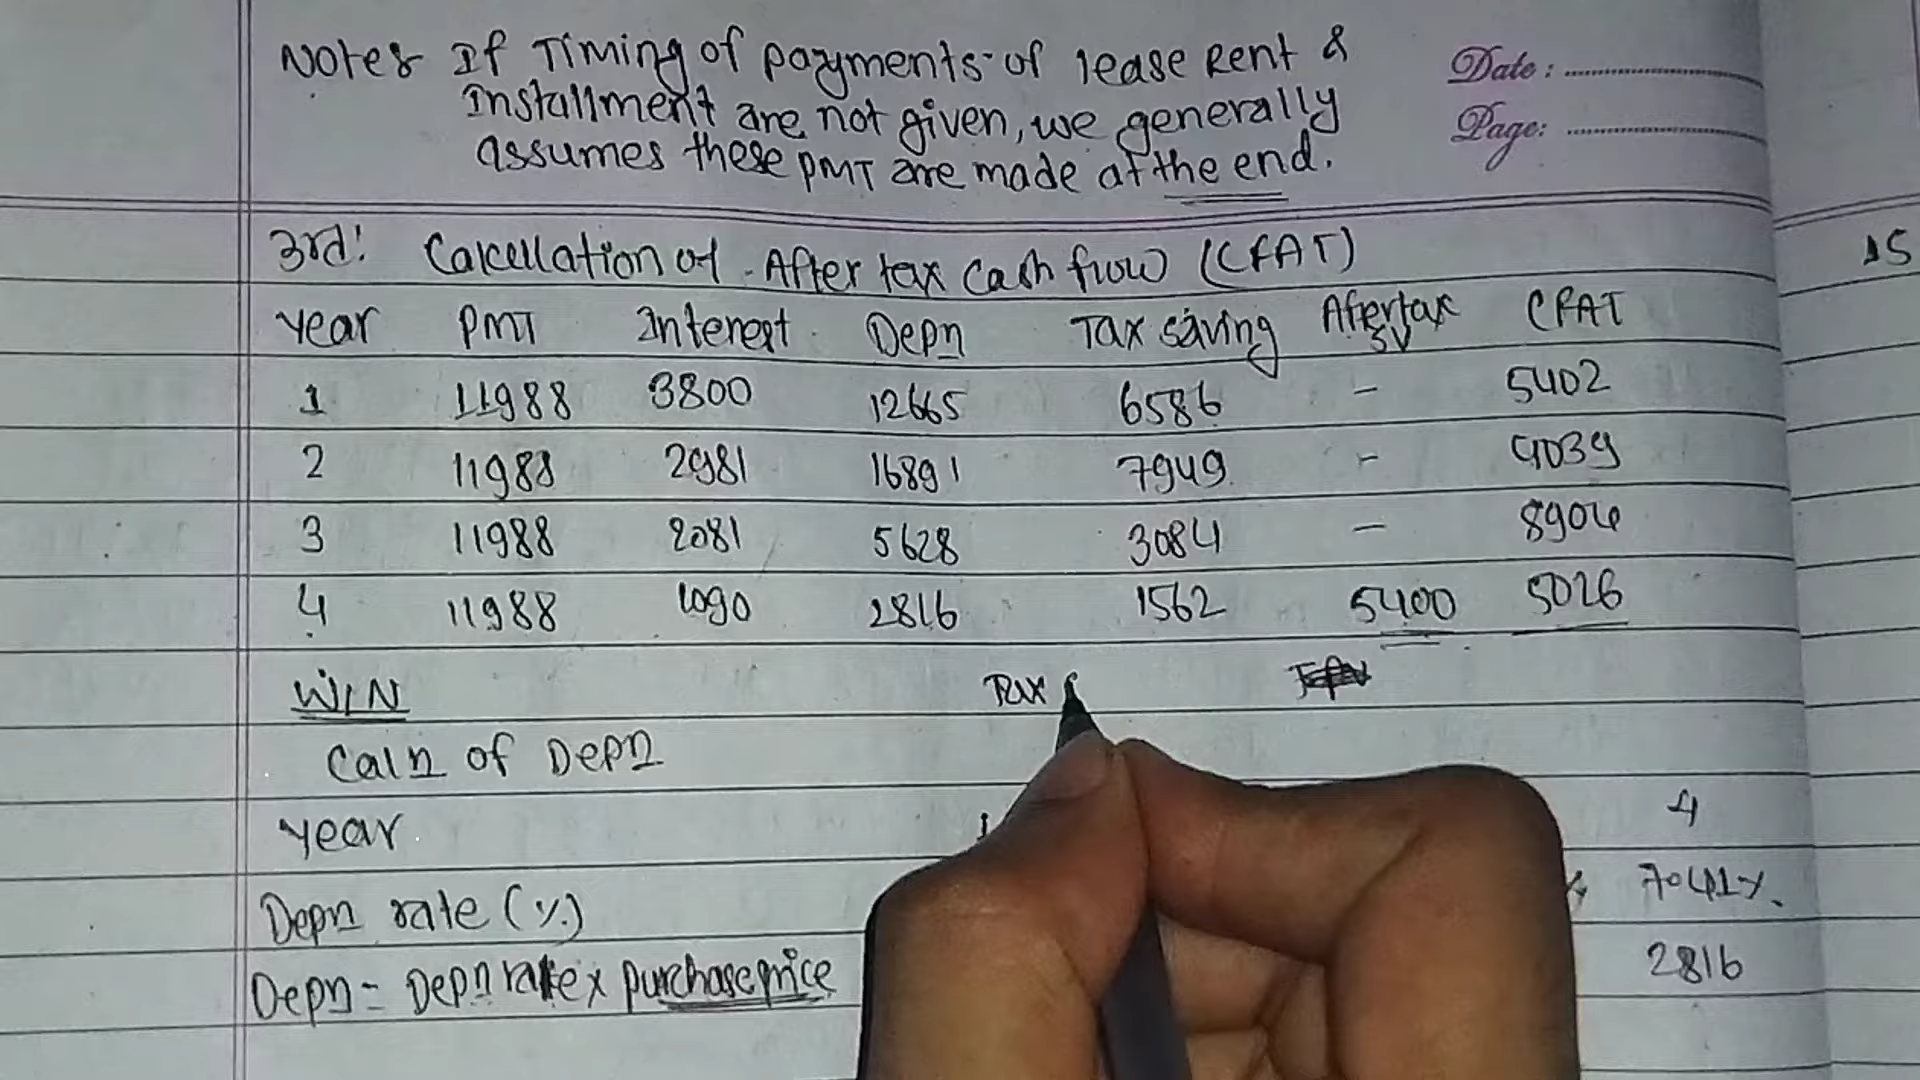 Notes If Timing of payments of lease Rent &
Installment are not given, we generally
assumes these PMT are made at the end.
Date :
Page:
15
3rd: Calcullation of After tax Cash flow (CFAT)
Year PMT Interest Depn Tax saving Aftertax SV CFAT
1 11988 3800 12665 6586 - 5402
2 11988 2981 16891 7949 - 4039
3 11988 2081 5628 3084 - 8904
4 11988 1090 2816 1562 5400 5026
W/N
Tax
Caln of Depn
Year 1 4
Depn rate (%) 7.041%
Depn = Depn rate x purchase price 2816